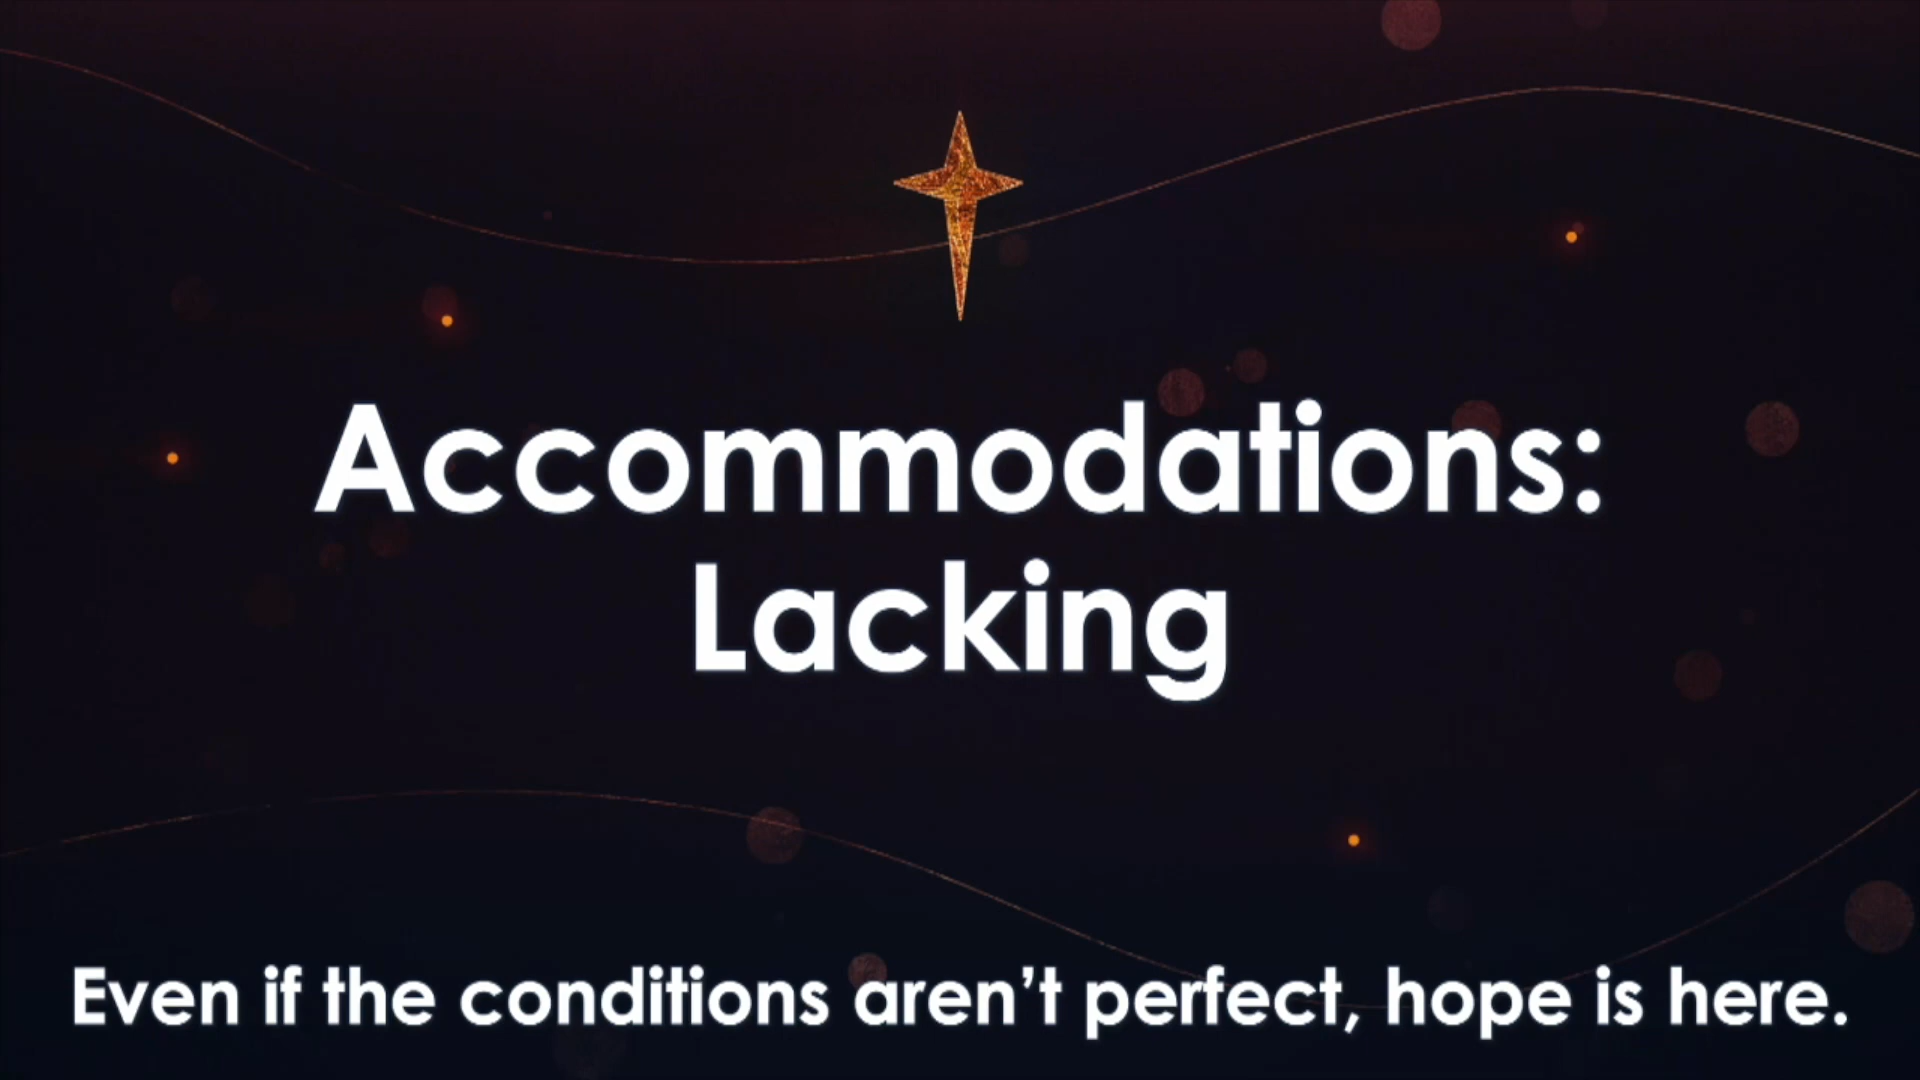 Accommodations:
Lacking
Even if the conditions aren’t perfect, hope is here.